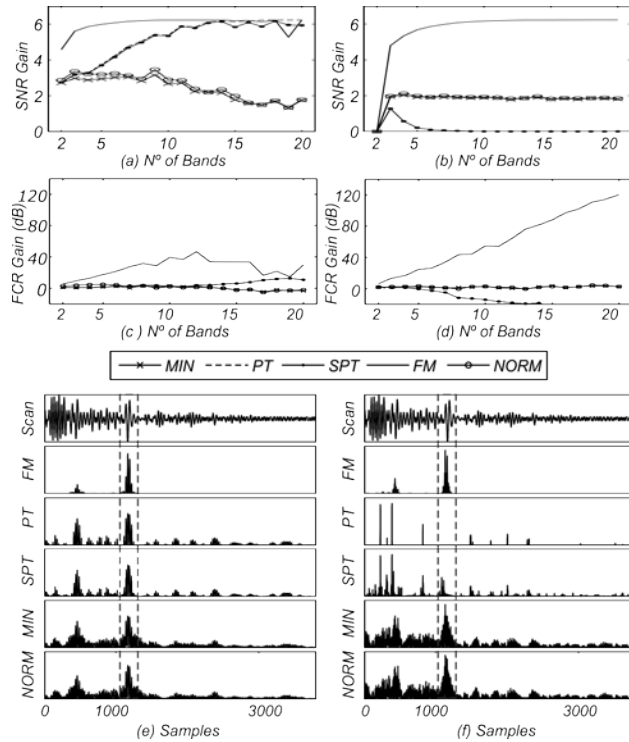 6
4
2
0
SNR Gain
2 5 10 15 20
(a) Nº of Bands
6
4
2
0
SNR Gain
2 5 10 15 20
(b) Nº of Bands
120
80
40
0
FCR Gain (dB)
2 5 10 15 20
(c ) Nº of Bands
120
80
40
0
FCR Gain (dB)
2 5 10 15 20
(d) Nº of Bands
MIN PT SPT FM NORM
Scan
FM
PT
SPT
MIN
NORM
0 1000 3000
(e) Samples
Scan
FM
PT
SPT
MIN
NORM
0 1000 3000
(f) Samples